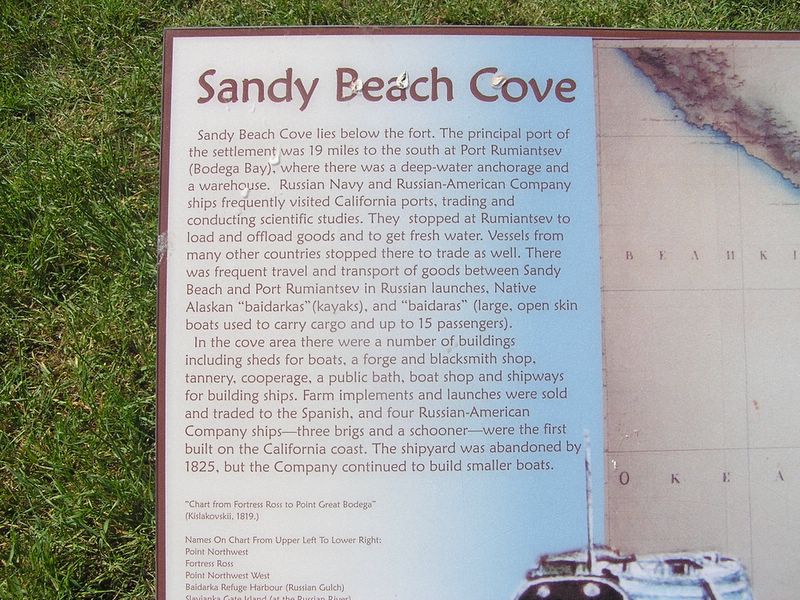 Sandy Beach Cove
Sandy Beach Cove lies below the fort. The principal port of
the settlement was 19 miles to the south at Port Rumiantsev
(Bodega Bay), where there was a deep-water anchorage and
a warehouse. Russian Navy and Russian-American Company
ships frequently visited California ports, trading and
conducting scientific studies. They stopped at Rumiantsev to
load and offload goods and to get fresh water. Vessels from
many other countries stopped there to trade as well. There
was frequent travel and transport of goods between Sandy
Beach and Port Rumiantsev in Russian launches, Native
Alaskan “baidarkas”(kayaks), and “baidaras” (large, open skin
boats used to carry cargo and up to 15 passengers).
In the cove area there were a number of buildings
including sheds for boats, a forge and blacksmith shop,
tannery, cooperage, a public bath, boat shop and shipways
for building ships. Farm implements and launches were sold
and traded to the Spanish, and four Russian-American
Company ships—three brigs and a schooner—were the first
built on the California coast. The shipyard was abandoned by
1825, but the Company continued to build smaller boats.
"Chart from Fortress Ross to Point Great Bodega"
(Kislakovskii, 1819.)
Names On Chart From Upper Left To Lower Right:
Point Northwest
Fortress Ross
Point Northwest West
Baidarka Refuge Harbour (Russian Gulch)
Slavianka Gate Island (at the Russian River)
В Е Л И К І
О К Е А